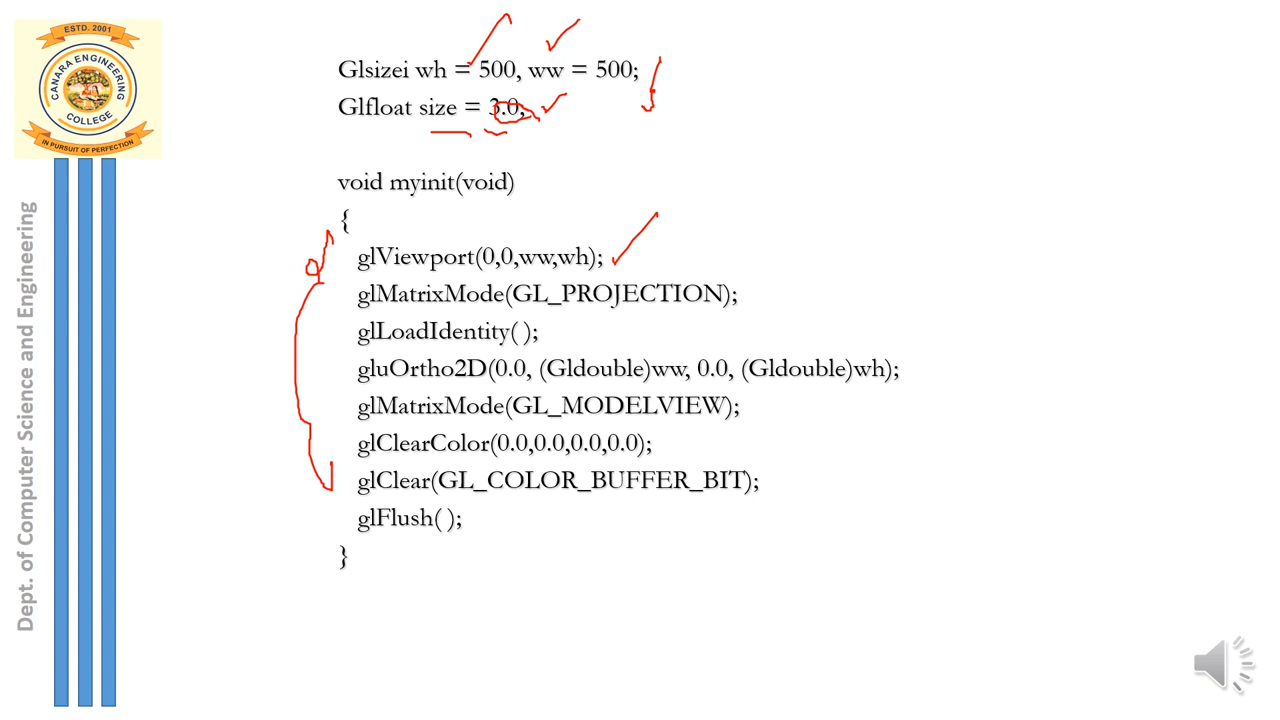 ESTD. 2001
CANARA ENGINEERING
COLLEGE
IN PURSUIT OF PERFECTION
Dept. of Computer Science and Engineering
Glsizei wh = 500, ww = 500;
Glfloat size = 3.0;
void myinit(void)
{
glViewport(0,0,ww,wh);
glMatrixMode(GL_PROJECTION);
glLoadIdentity( );
gluOrtho2D(0.0, (Gldouble)ww, 0.0, (Gldouble)wh);
glMatrixMode(GL_MODELVIEW);
glClearColor(0.0,0.0,0.0,0.0);
glClear(GL_COLOR_BUFFER_BIT);
glFlush( );
}